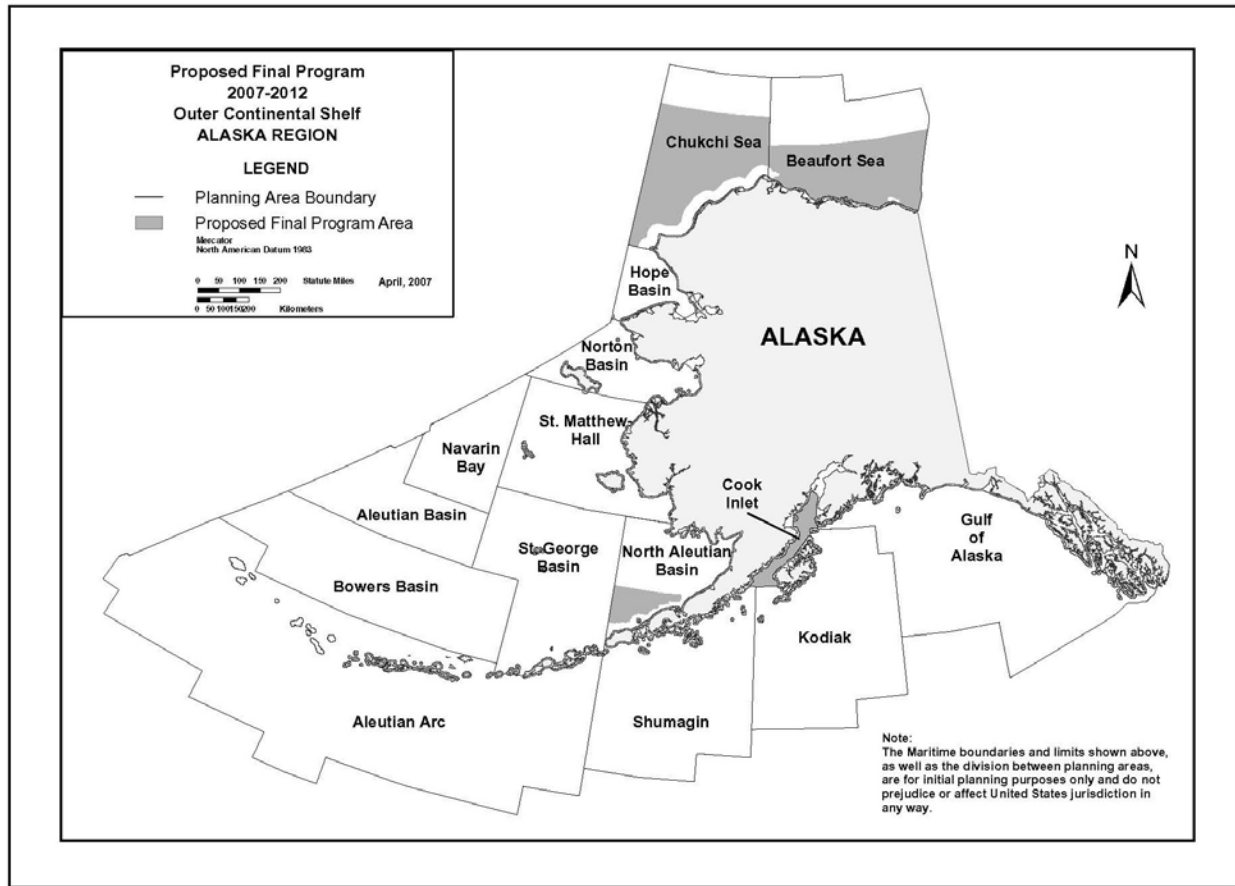 Proposed Final Program
2007-2012
Outer Continental Shelf
ALASKA REGION
LEGEND
Planning Area Boundary
Proposed Final Program Area
Mercator
North American Datum 1983
0 50 100 150 200 Statute Miles April, 2007
0 50 100150200 Kilometers
Chukchi Sea
Beaufort Sea
Hope
Basin
N
ALASKA
Norton
Basin
St. Matthew-
Hall
Navarin
Bay
Cook
Inlet
Aleutian Basin
Gulf
of
Alaska
St. George
Basin
North Aleutian
Basin
Bowers Basin
Kodiak
Aleutian Arc
Shumagin
Note:
The Maritime boundaries and limits shown above,
as well as the division between planning areas,
are for initial planning purposes only and do not
prejudice or affect United States jurisdiction in
any way.